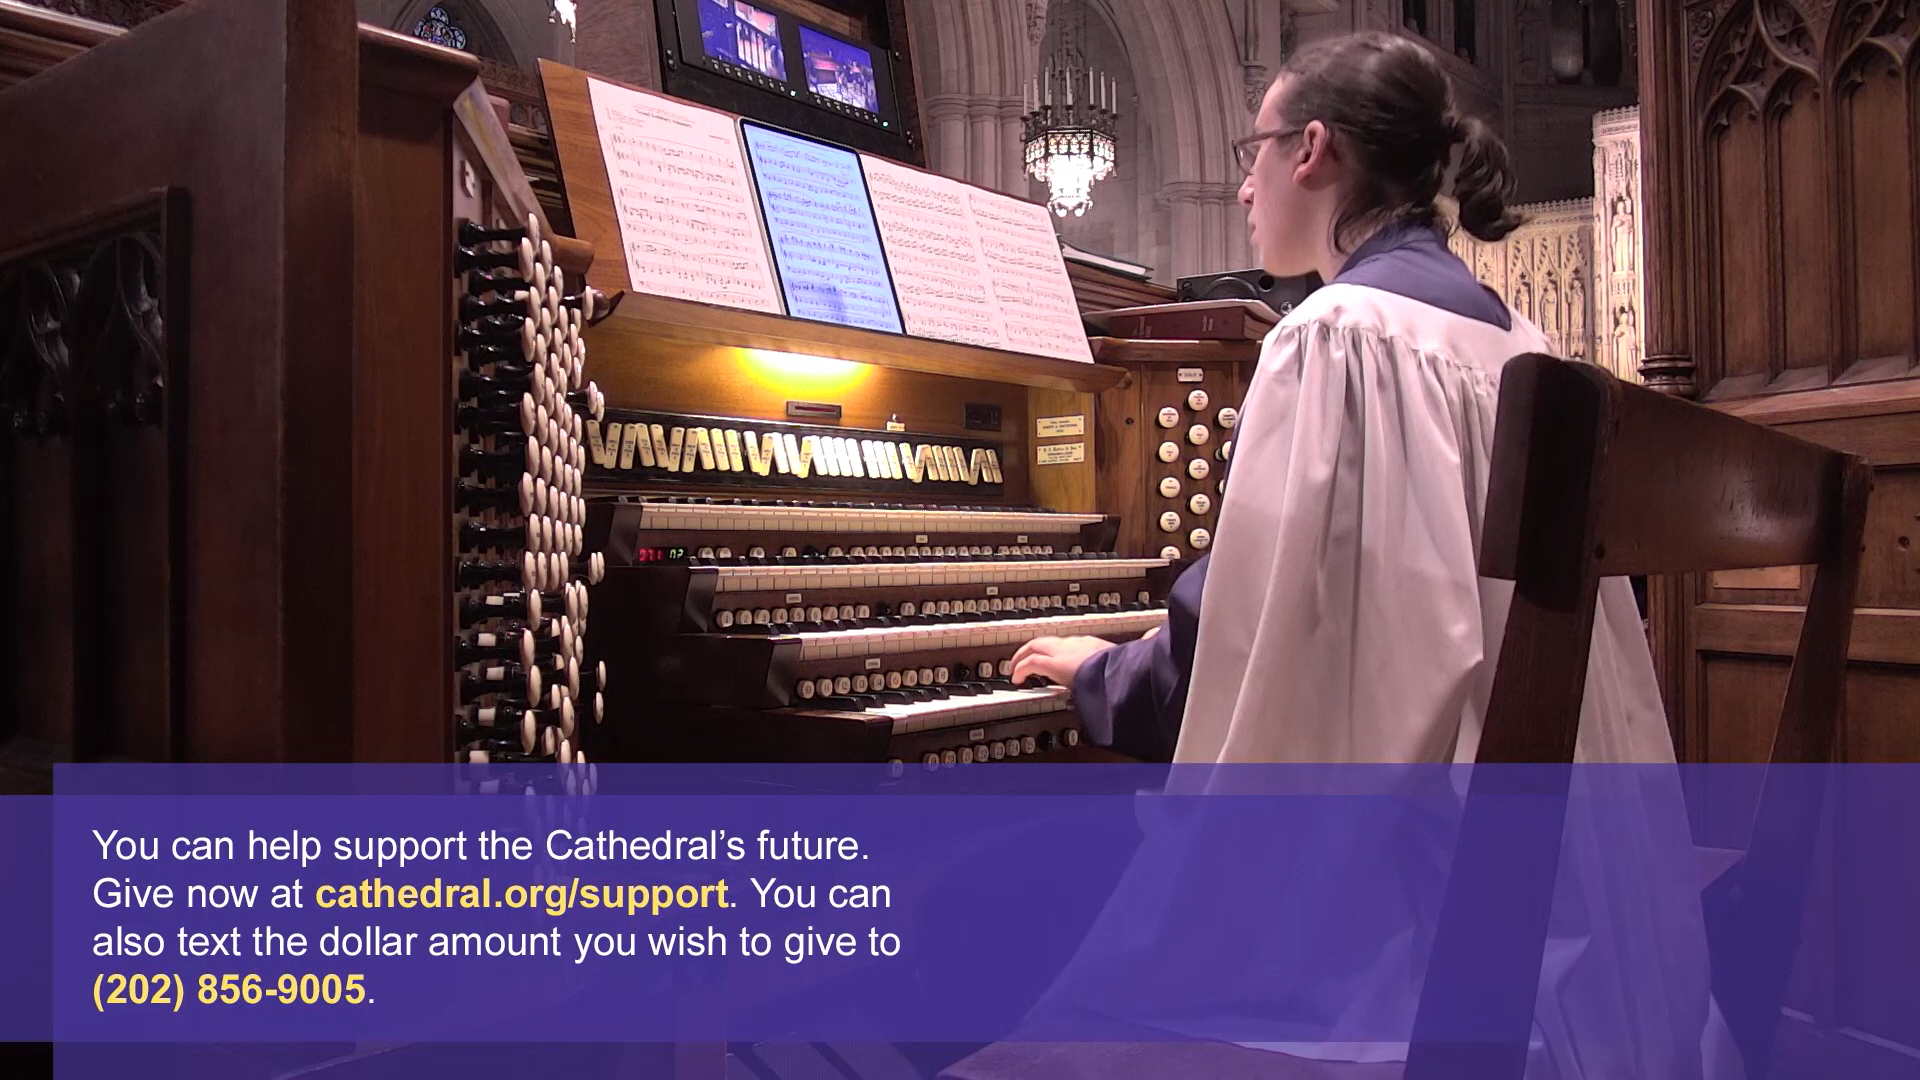 You can help support the Cathedral’s future.
Give now at cathedral.org/support. You can
also text the dollar amount you wish to give to
(202) 856-9005.